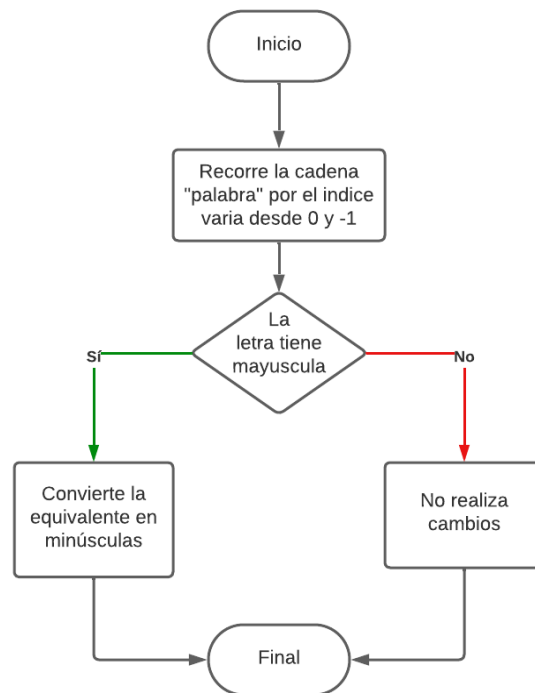 Inicio
Recorre la cadena
"palabra" por el indice
varia desde 0 y -1
La
letra tiene
mayuscula
Sí
No
Convierte la
equivalente en
minúsculas
No realiza
cambios
Final